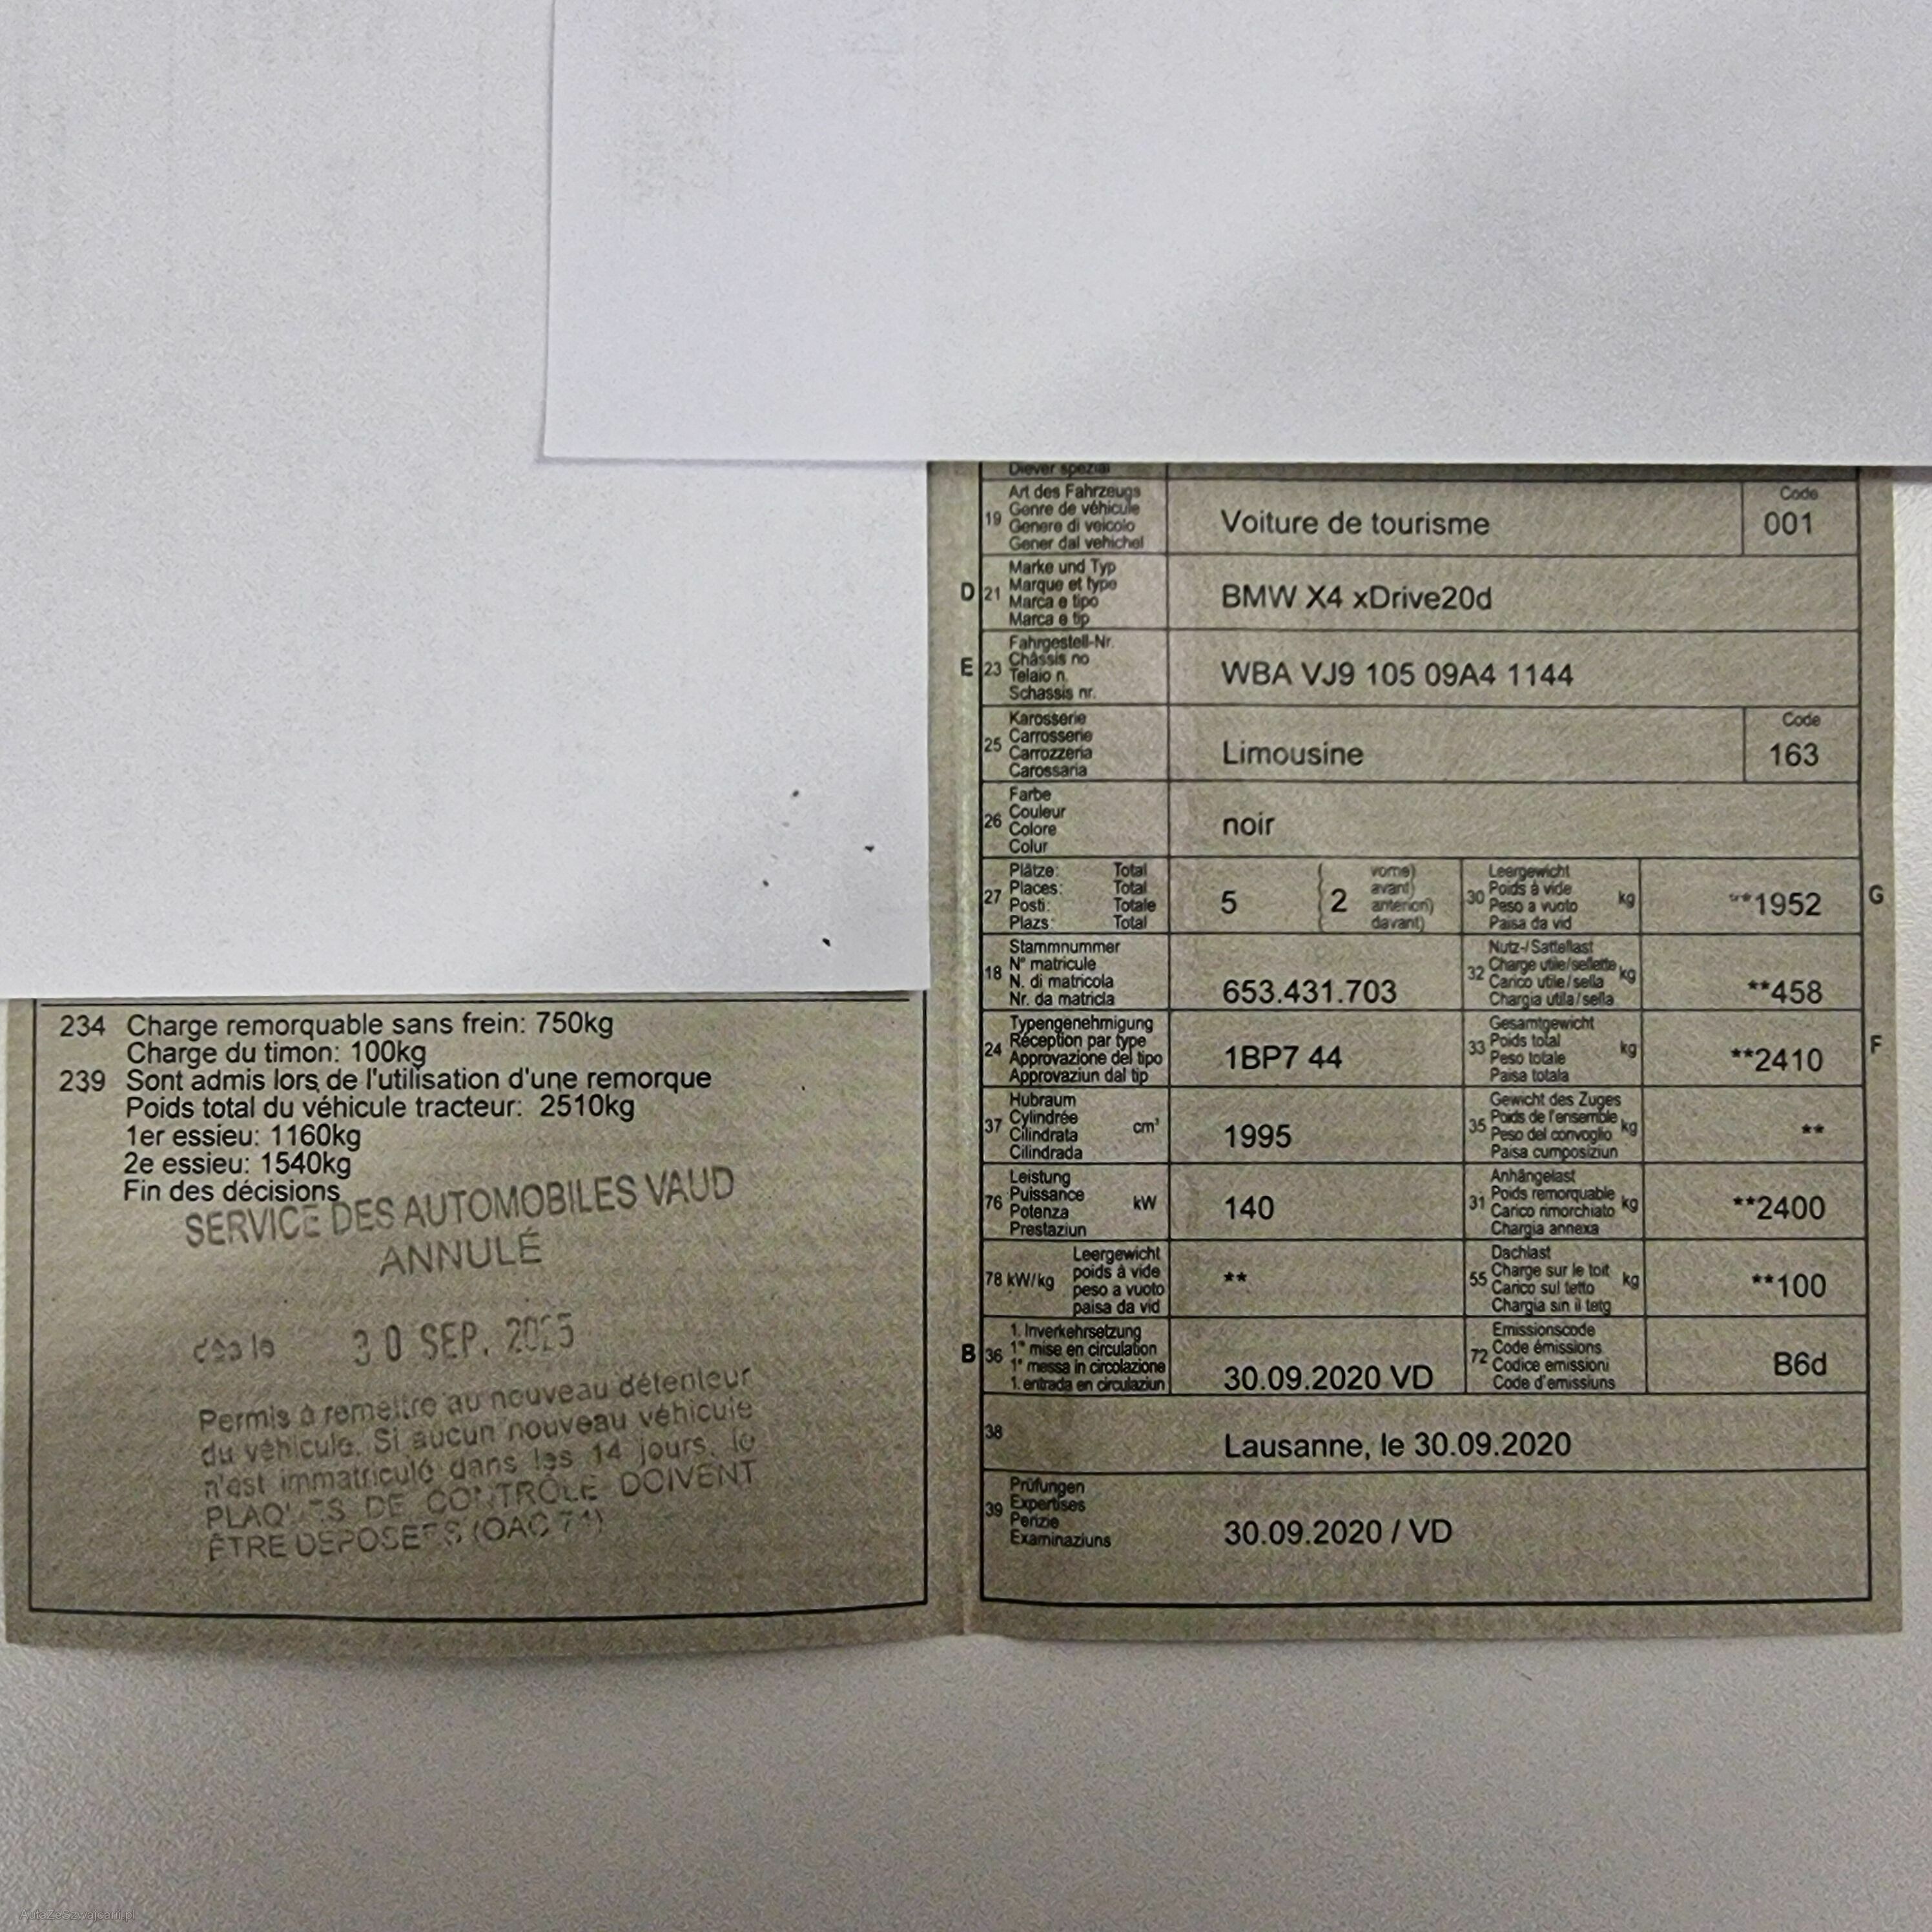 234 Charge remorquable sans frein: 750kg
Charge du timon: 100kg
239 Sont admis lors de l'utilisation d'une remorque
Poids total du véhicule tracteur: 2510kg
1er essieu: 1160kg
2e essieu: 1540kg
Fin des décisions
SERVICE DES AUTOMOBILES VAUD
ANNULÉ
dès le 30 SEP. 2025
Permis à remettre au nouveau détenteur
du véhicule. Si aucun nouveau véhicule
n'est immatriculé dans les 14 jours, le
PLAQUES DE CONTRÔLE DOIVENT
ÊTRE DÉPOSÉES (OAC 74)
Diever spezial
Art des Fahrzeugs
Code
19 Genre de véhicule
Voiture de tourisme 001
Genere di veicolo
Gener dal vehichel
Marke und Typ
D 21 Marque et type
BMW X4 xDrive20d
Marca e tipo
Marca e tip
Fahrgestell-Nr.
E 23 Châssis no
WBA VJ9 105 09A4 1144
Telaio n.
Schassis nr.
Karosserie
Code
25 Carrosserie
Limousine 163
Carrozzeria
Carossaria
Farbe
26 Couleur
noir
Colore
Colur
Plätze: Total
27 Places: Total
Posti: Totale
Plazs: Total
5 ( 2 vorne)
avant)
anteriori)
davant)
Leergewicht
30 Poids à vide kg
Peso a vuoto
Paisa da vid
**1952 G
Stammnummer
18 N° matricule
N. di matricola
Nr. da matricla
653.431.703
Nutz-/Sattellast
32 Charge utile/sellette kg
Carico utile/sella
Chargia utila/sella
**458
Typengenehmigung
24 Réception par type
Approvazione del tipo
Approvaziun dal tip
1BP7 44
Gesamtgewicht
33 Poids total kg
Peso totale
Paisa totala
**2410 F
Hubraum
37 Cylindrée cm³
Cilindrata
Cilindrada
1995
Gewicht des Zuges
35 Poids de l'ensemble kg
Peso del convoglio
Paisa cumposiziun
**
Leistung
76 Puissance kW
Potenza
Prestaziun
140
Anhängelast
31 Poids remorquable kg
Carico rimorchiato
Chargia annexa
**2400
Leergewicht
78 kW/kg poids à vide
peso a vuoto
paisa da vid
**
Dachlast
55 Charge sur le toit kg
Carico sul tetto
Chargia sin il tetg
**100
1. Inverkehrsetzung
B 36 1re mise en circulation
1a messa in circolazione
1. entrada en circulaziun
30.09.2020 VD
Emissionscode
72 Code émissions
Codice emissioni
Code d'emissiuns
B6d
38 Lausanne, le 30.09.2020
Prüfungen
39 Expertises
Perizie
Examinaziuns
30.09.2020 / VD